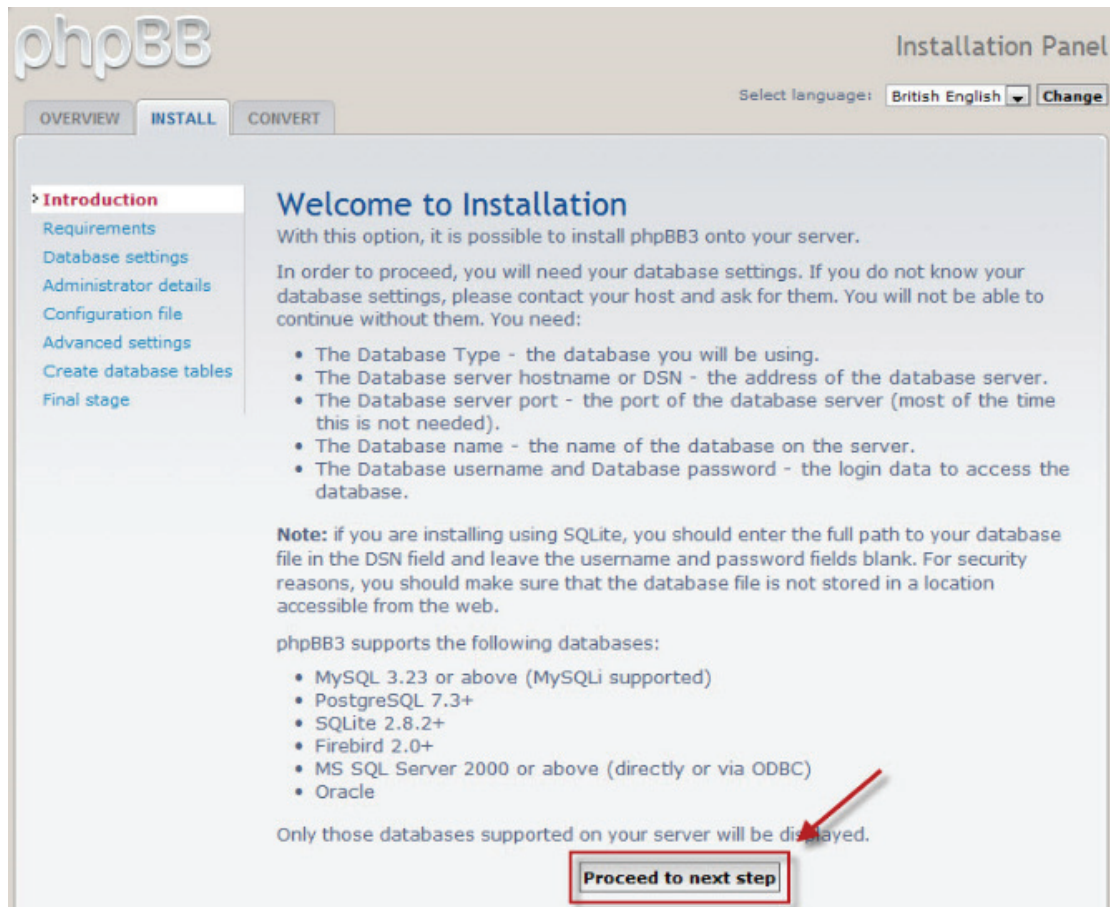 phpBB
Installation Panel
Select language: British English Change
OVERVIEW INSTALL CONVERT
Introduction
Requirements
Database settings
Administrator details
Configuration file
Advanced settings
Create database tables
Final stage
Welcome to Installation
With this option, it is possible to install phpBB3 onto your server.
In order to proceed, you will need your database settings. If you do not know your
database settings, please contact your host and ask for them. You will not be able to
continue without them. You need:
• The Database Type - the database you will be using.
• The Database server hostname or DSN - the address of the database server.
• The Database server port - the port of the database server (most of the time
this is not needed).
• The Database name - the name of the database on the server.
• The Database username and Database password - the login data to access the
database.
Note: if you are installing using SQLite, you should enter the full path to your database
file in the DSN field and leave the username and password fields blank. For security
reasons, you should make sure that the database file is not stored in a location
accessible from the web.
phpBB3 supports the following databases:
• MySQL 3.23 or above (MySQLi supported)
• PostgreSQL 7.3+
• SQLite 2.8.2+
• Firebird 2.0+
• MS SQL Server 2000 or above (directly or via ODBC)
• Oracle
Only those databases supported on your server will be displayed.
Proceed to next step